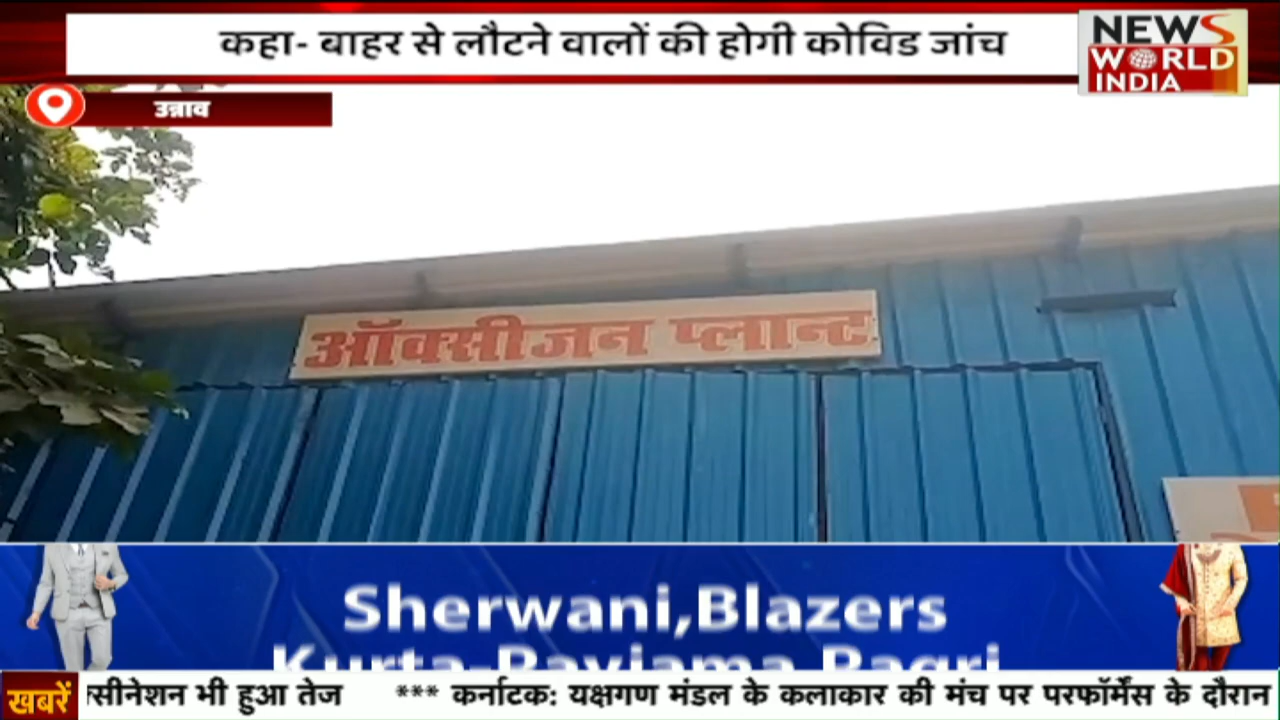 कहा- बाहर से लौटने वालों की होगी कोविड जांच
NEWS
WORLD
INDIA
उन्नाव
ऑक्सीजन प्लान्ट
Sherwani,Blazers
खबरें
क्सीनेशन भी हुआ तेज *** कर्नाटक: यक्षगण मंडल के कलाकार की मंच पर परफॉर्मेंस के दौरान